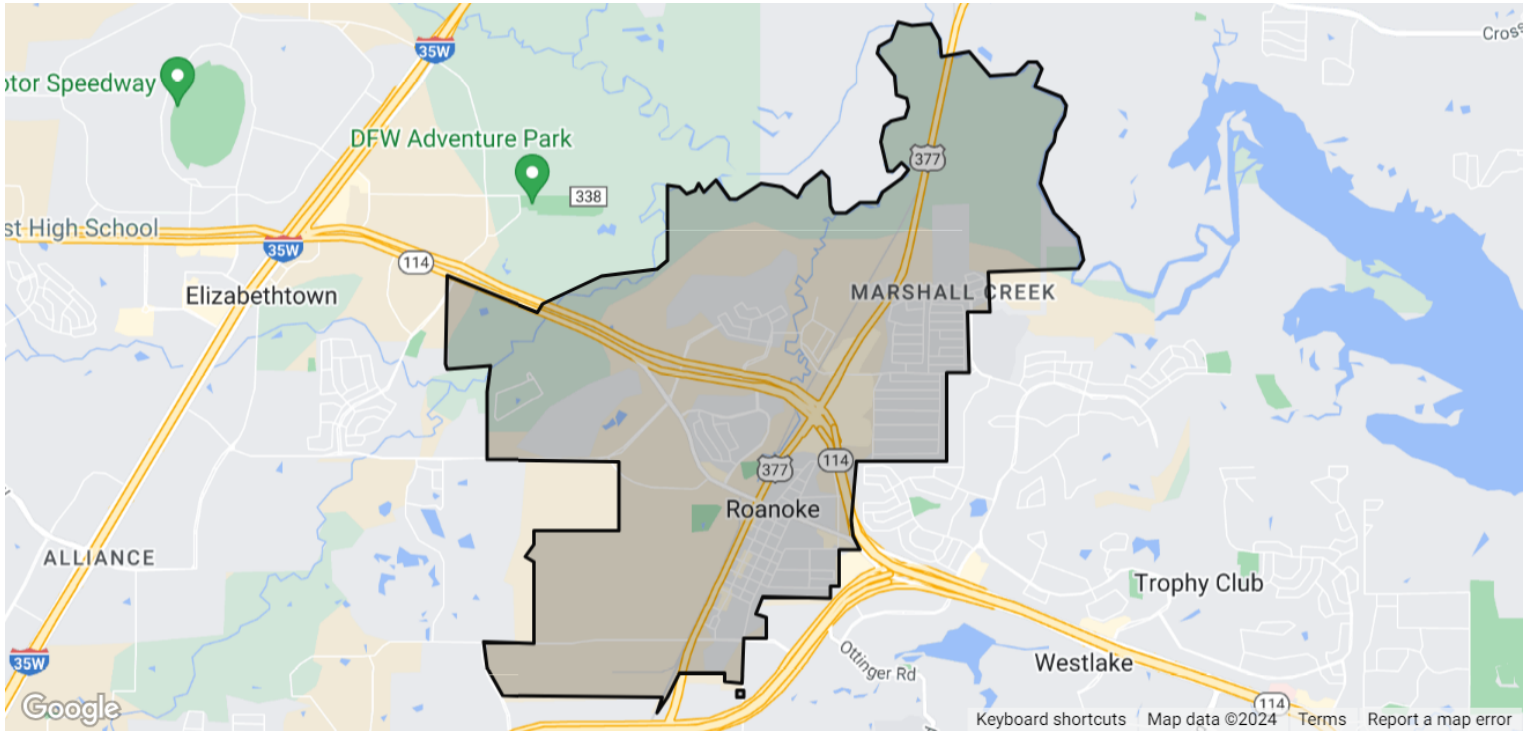 35W
Cross
otor Speedway
DFW Adventure Park
377
338
st High School
35W
114
Elizabethtown
MARSHALL CREEK
377
114
Roanoke
ALLIANCE
Trophy Club
35W
Ottinger Rd
Westlake
114
Google
Keyboard shortcuts Map data ©2024 Terms Report a map error